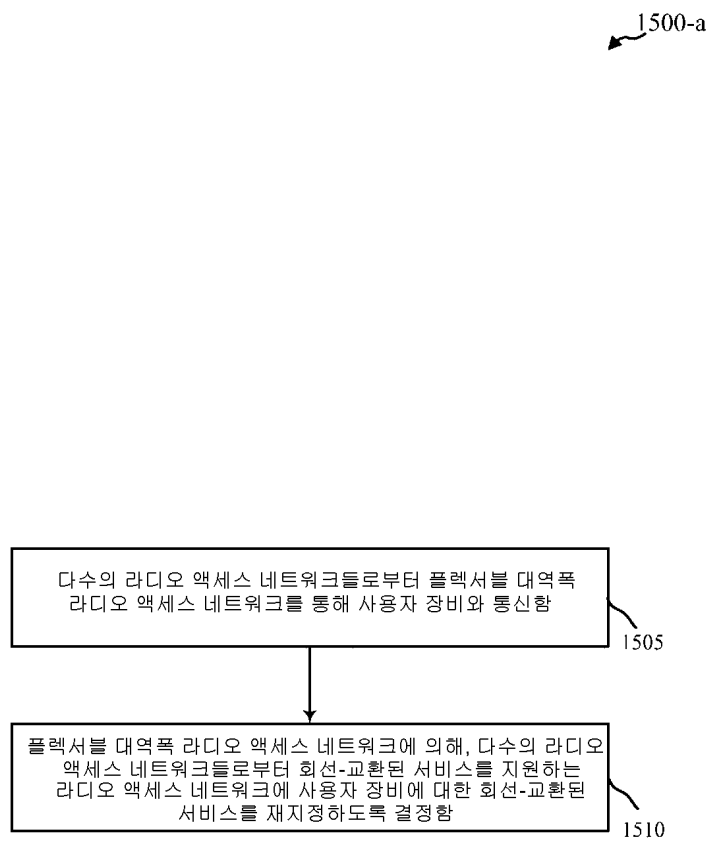 1500-a
다수의 라디오 액세스 네트워크들로부터 플렉서블 대역폭
라디오 액세스 네트워크를 통해 사용자 장비와 통신함
1505
플렉서블 대역폭 라디오 액세스 네트워크에 의해, 다수의 라디오
액세스 네트워크들로부터 회선-교환된 서비스를 지원하는
라디오 액세스 네트워크에 사용자 장비에 대한 회선-교환된
서비스를 재지정하도록 결정함
1510